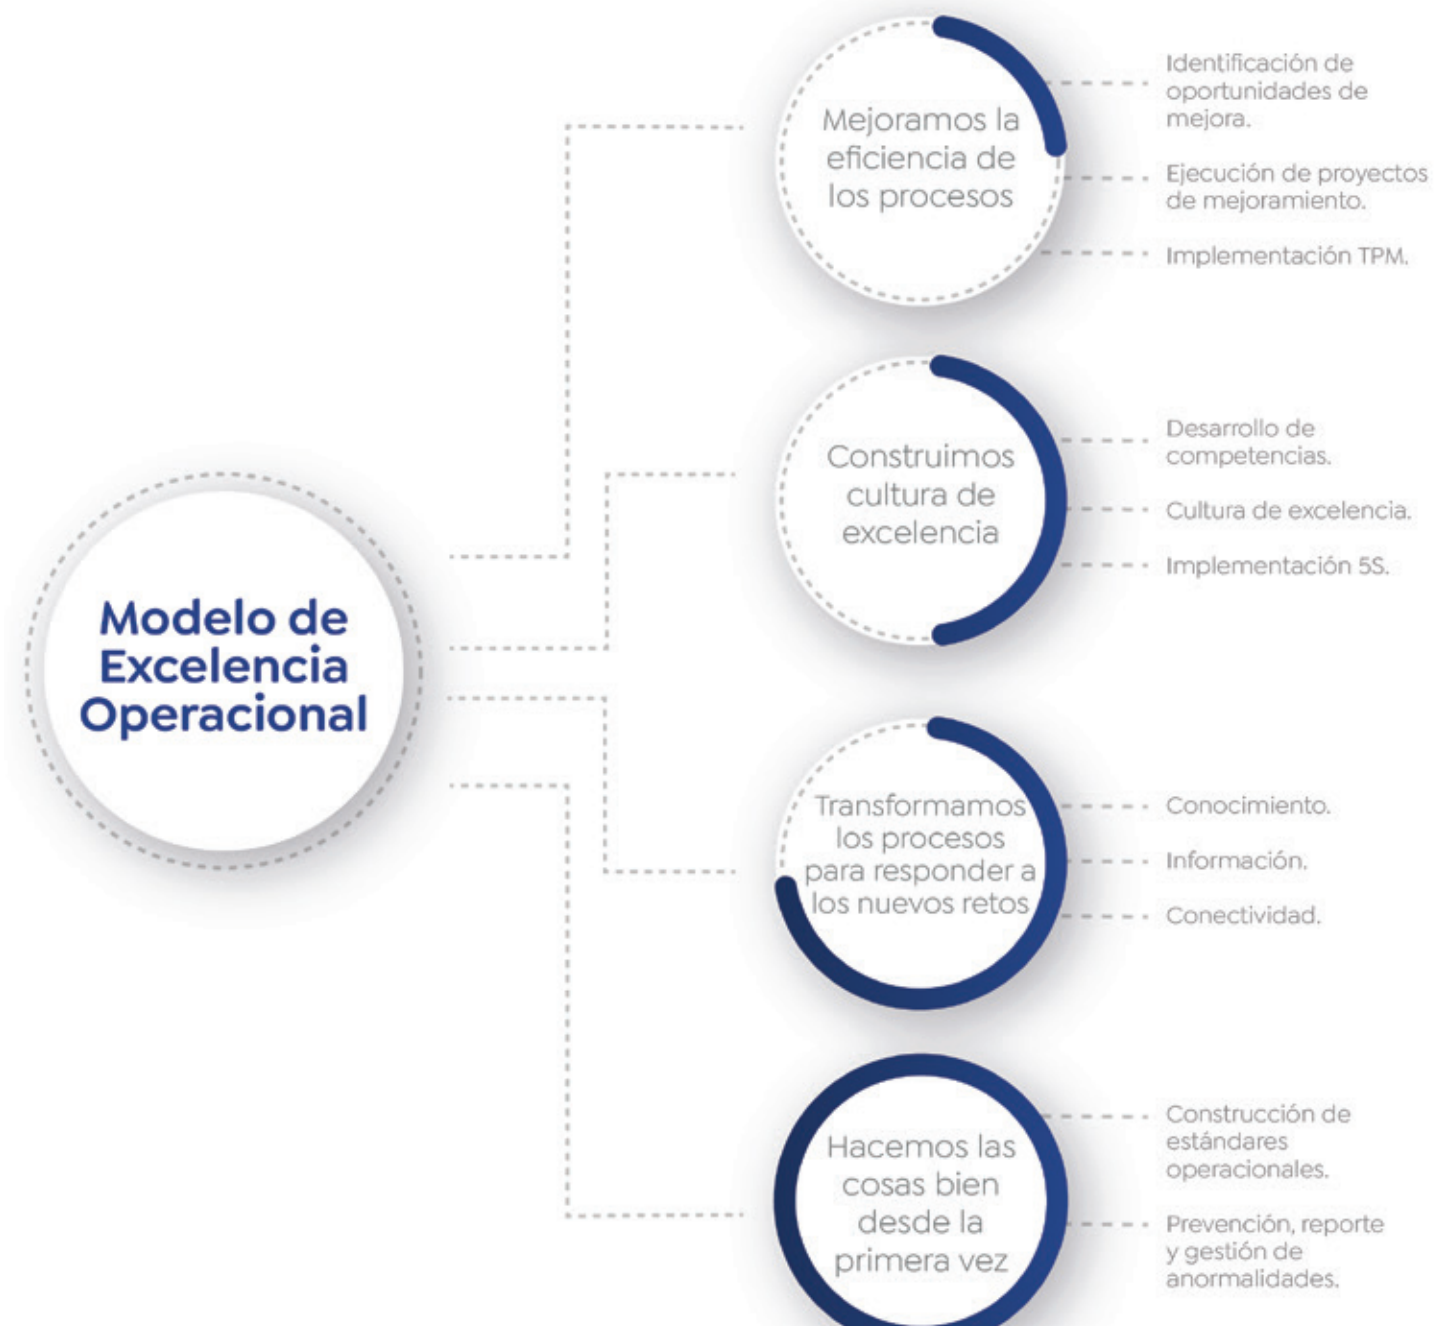 Modelo de
Excelencia
Operacional
Mejoramos la
eficiencia de
los procesos
Identificación de
oportunidades de
mejora.
Ejecución de proyectos
de mejoramiento.
Implementación TPM.
Construimos
cultura de
excelencia
Desarrollo de
competencias.
Cultura de excelencia.
Implementación 5S.
Transformamos
los procesos
para responder a
los nuevos retos
Conocimiento.
Información.
Conectividad.
Hacemos las
cosas bien
desde la
primera vez
Construcción de
estándares
operacionales.
Prevención, reporte
y gestión de
anormalidades.